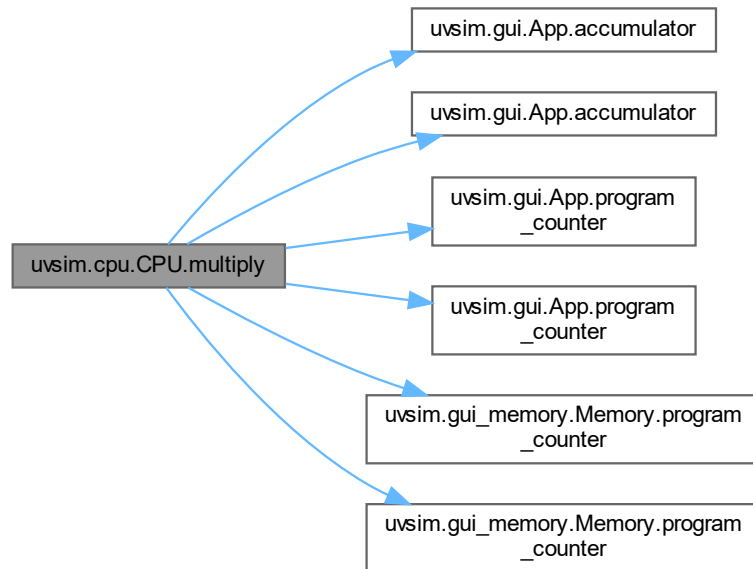 uvsim.gui.App.accumulator
uvsim.gui.App.accumulator
uvsim.gui.App.program
_counter
uvsim.cpu.CPU.multiply
uvsim.gui.App.program
_counter
uvsim.gui_memory.Memory.program
_counter
uvsim.gui_memory.Memory.program
_counter